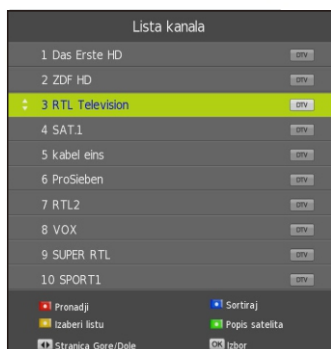 Lista kanala
1 Das Erste HD DTV
2 ZDF HD DTV
3 RTL Television DTV
4 SAT.1 DTV
5 kabel eins DTV
6 ProSieben DTV
7 RTL2 DTV
8 VOX DTV
9 SUPER RTL DTV
10 SPORT1 DTV
Pronadji Sortiraj
Izaberi listu Popis satelita
Stranica Gore/Dole OK Izbor